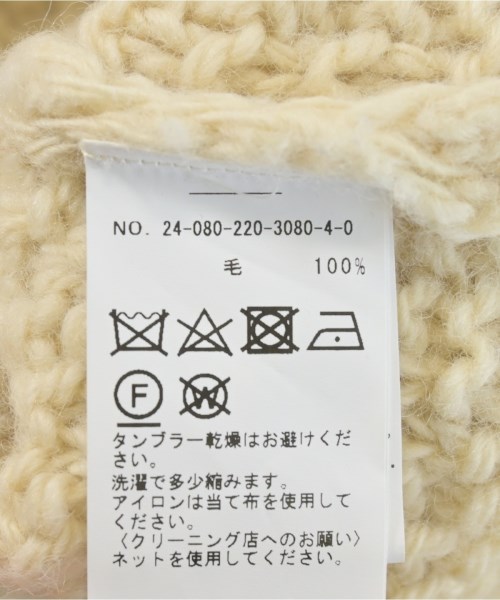 NO. 24-080-220-3080-4-0
毛 100%
F
W
タンブラー乾燥はお避けくだ
さい。
洗濯で多少縮みます。
アイロンは当て布を使用して
ください。
〈クリーニング店へのお願い〉
ネットを使用してください。